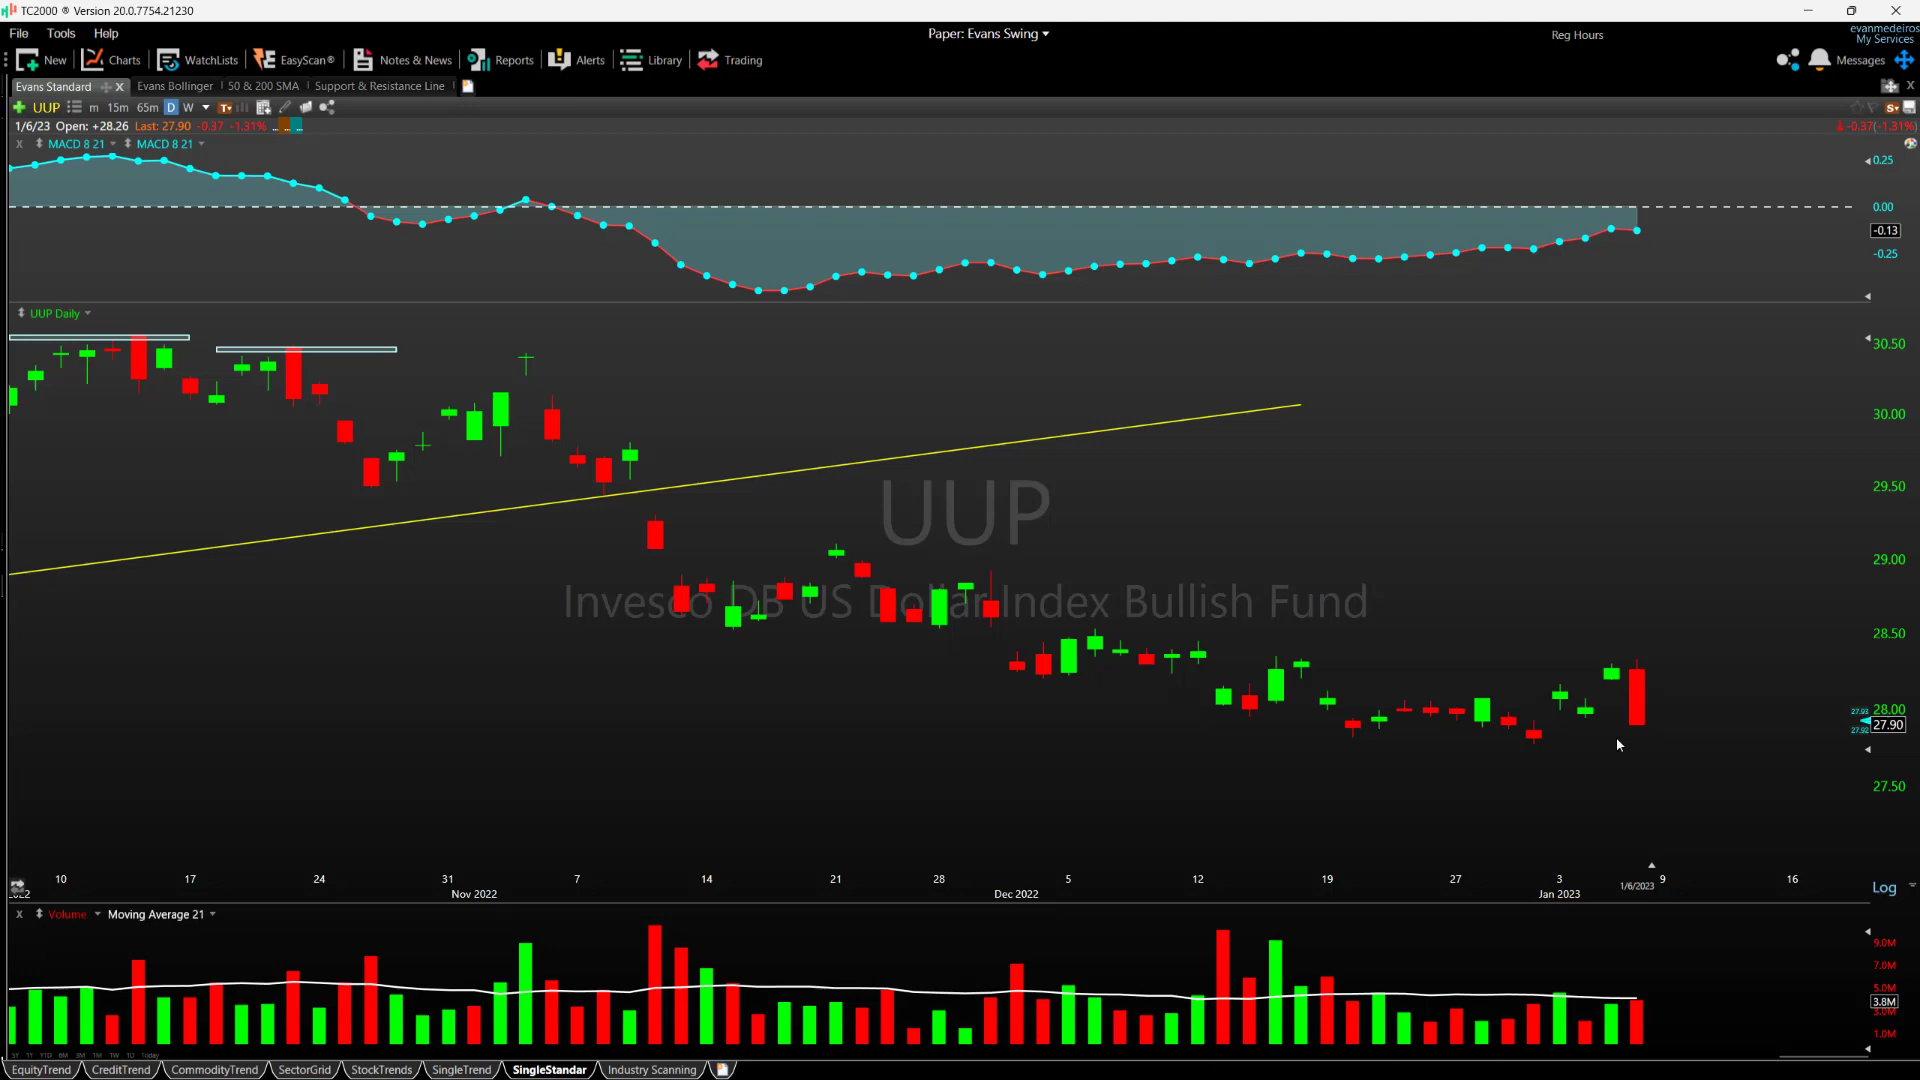 TC2000 ® Version 20.0.7754.21230
File Tools Help
Paper: Evans Swing
Reg Hours
evanmedeiros
My Services
New Charts WatchLists EasyScan® Notes & News Reports Alerts Library Trading
Messages
Evans Standard X Evans Bollinger 50 & 200 SMA Support & Resistance Line
X
UUP m 15m 65m D W T
S
1/6/23 Open: +28.26 Last: 27.90 -0.37 -1.31% ...
-0.37(-1.31%)
X MACD 8 21 MACD 8 21
0.25
0.00
-0.13
-0.25
UUP Daily
30.50
30.00
29.50
UUP
29.00
Invesco DB US Dollar Index Bullish Fund
28.50
27.93
28.00
27.90
27.50
10 17 24 31 7 14 21 28 5 12 19 27 3 9 16
1/6/2023
Nov 2022 Dec 2022 Jan 2023
Log
X Volume Moving Average 21
9.0M
7.0M
5.0M
3.8M
3.0M
1.0M
EquityTrend CreditTrend CommodityTrend SectorGrid StockTrends SingleTrend SingleStandar Industry Scanning